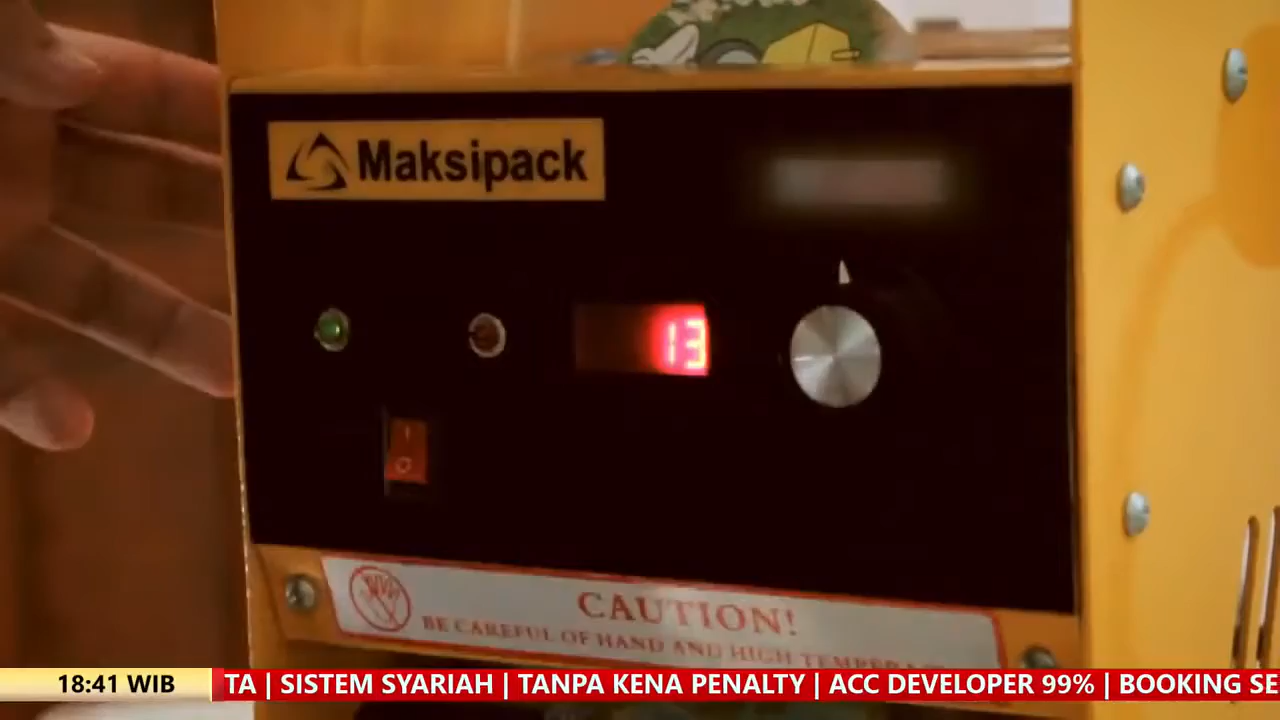 Maksipack
13
CAUTION!
BE CAREFUL OF HAND AND HIGH
18:41 WIB
TA | SISTEM SYARIAH | TANPA KENA PENALTY | ACC DEVELOPER 99% | BOOKING SE